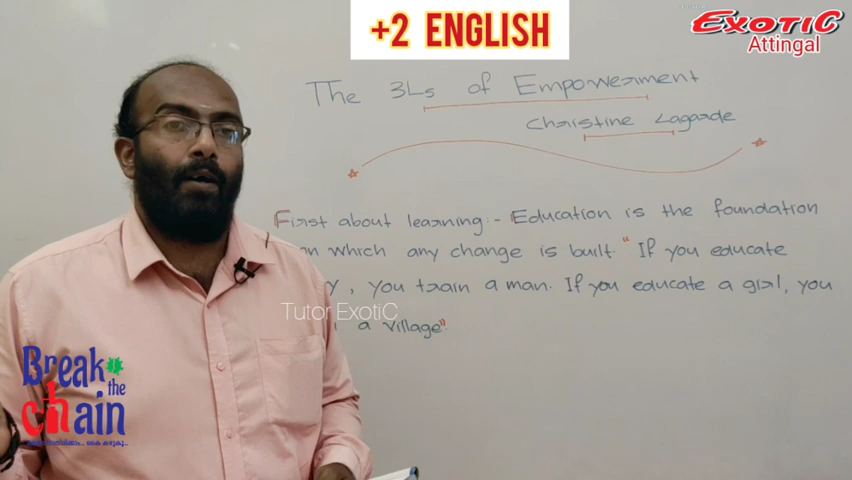 +2 ENGLISH
EXOTIC
Attingal
The 3Ls of Empowerment
Christine Lagarde
First about learning:- Education is the foundation
on which any change is built. "If you educate
y, you train a man. If you educate a girl, you
Tutor ExotiC
a village".
Break
the
chain